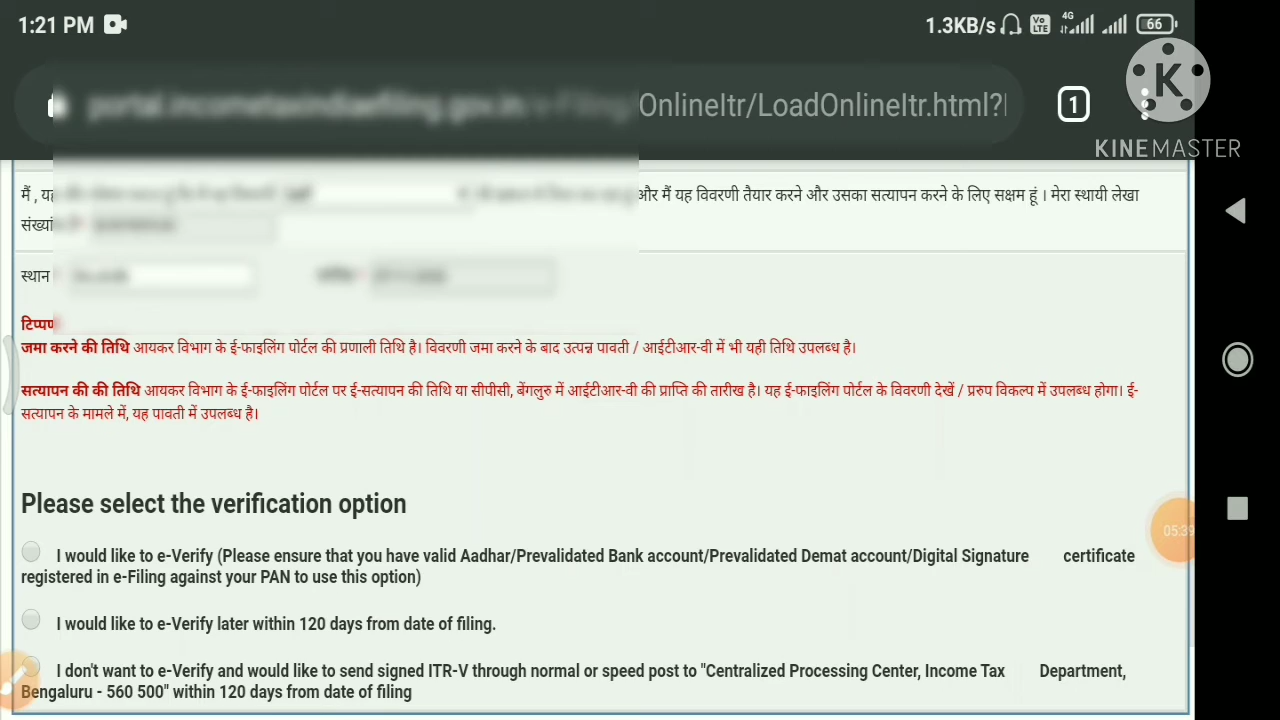 1:21 PM
1.3KB/s Vo LTE 4G 66
OnlineItr/LoadOnlineItr.html?
1
K
KINEMASTER
मैं , और मैं यह विवरणी तैयार करने और उसका सत्यापन करने के लिए सक्षम हूं । मेरा स्थायी लेखा
स्थान
जमा करने की तिथि आयकर विभाग के ई-फाइलिंग पोर्टल की प्रणाली तिथि है। विवरणी जमा करने के बाद उत्पन्न पावती / आईटीआर-वी में भी यही तिथि उपलब्ध है।
सत्यापन की की तिथि आयकर विभाग के ई-फाइलिंग पोर्टल पर ई-सत्यापन की तिथि या सीपीसी, बेंगलुरु में आईटीआर-वी की प्राप्ति की तारीख है। यह ई-फाइलिंग पोर्टल के विवरणी देखें / प्ररुप विकल्प में उपलब्ध होगा। ई-
सत्यापन के मामले में, यह पावती में उपलब्ध है।
Please select the verification option
I would like to e-Verify (Please ensure that you have valid Aadhar/Prevalidated Bank account/Prevalidated Demat account/Digital Signature certificate
registered in e-Filing against your PAN to use this option)
05:39
I would like to e-Verify later within 120 days from date of filing.
I don't want to e-Verify and would like to send signed ITR-V through normal or speed post to "Centralized Processing Center, Income Tax Department,
Bengaluru - 560 500" within 120 days from date of filing